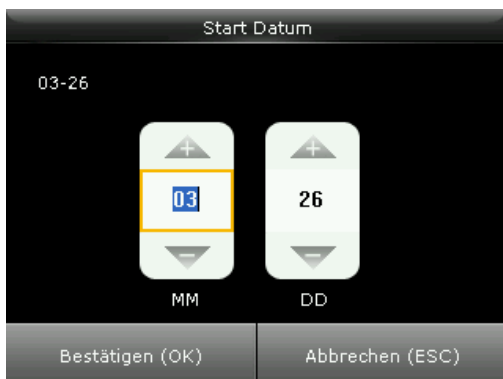 Start Datum
03-26
03 26
MM DD
Bestätigen (OK) Abbrechen (ESC)